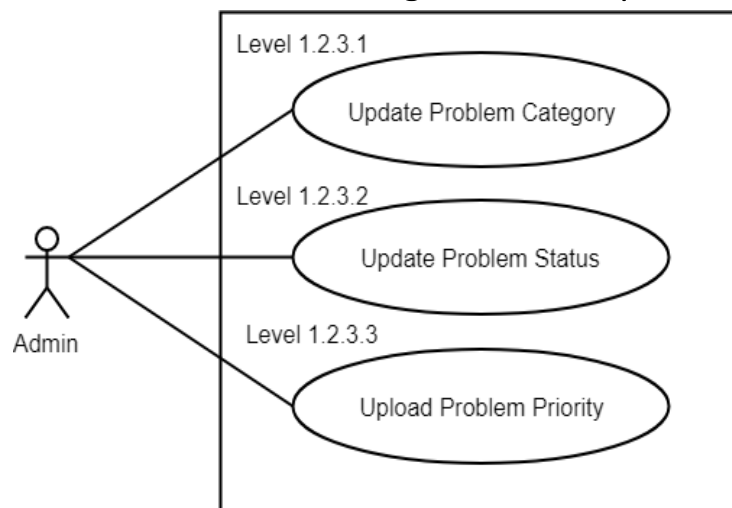 Level 1.2.3.1
Update Problem Category
Level 1.2.3.2
Update Problem Status
Admin
Level 1.2.3.3
Upload Problem Priority